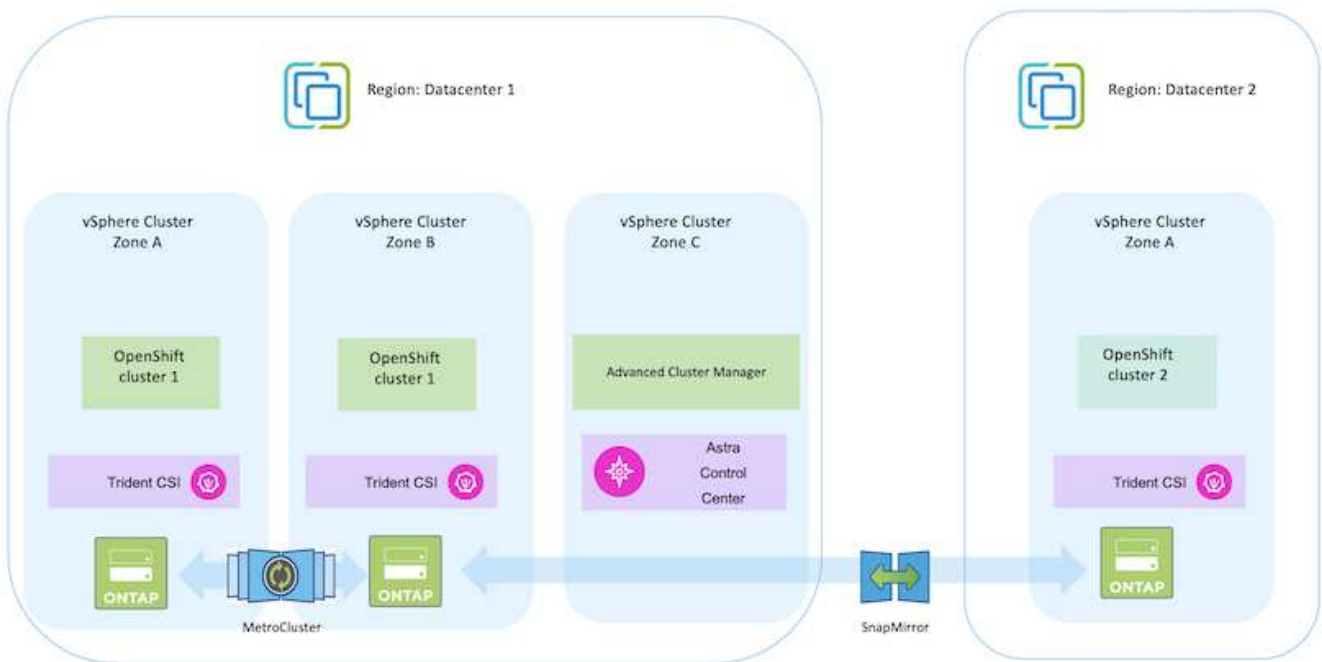 Region: Datacenter 1
Region: Datacenter 2
vSphere Cluster
Zone A
vSphere Cluster
Zone B
vSphere Cluster
Zone C
vSphere Cluster
Zone A
OpenShift
cluster 1
OpenShift
cluster 1
Advanced Cluster Manager
OpenShift
cluster 2
Trident CSI
Trident CSI
Astra
Control
Center
Trident CSI
ONTAP
ONTAP
ONTAP
MetroCluster
SnapMirror